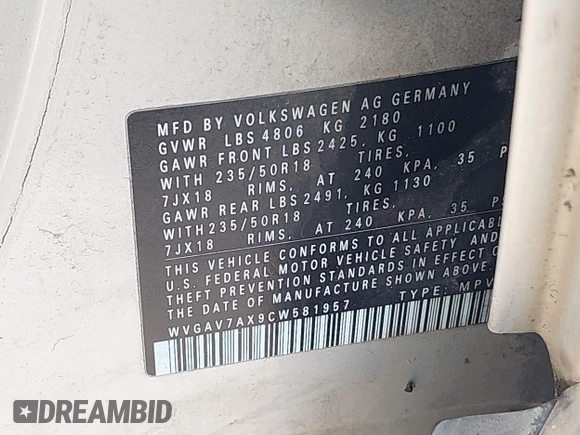 MFD BY VOLKSWAGEN AG GERMANY
GVWR LBS 4806 KG 2180
GAWR FRONT LBS 2425, KG 1100
WITH 235/50R18 TIRES,
7JX18 RIMS, AT 240 KPA, 35
GAWR REAR LBS 2491, KG 1130
WITH 235/50R18 TIRES,
7JX18 RIMS, AT 240 KPA, 35
THIS VEHICLE CONFORMS TO ALL APPLICABLE
U.S. FEDERAL MOTOR VEHICLE SAFETY AND
THEFT PREVENTION STANDARDS IN EFFECT
THE DATE OF MANUFACTURE SHOWN ABOVE
WVGAV7AX9CW581957 TYPE: MPV
DREAMBID